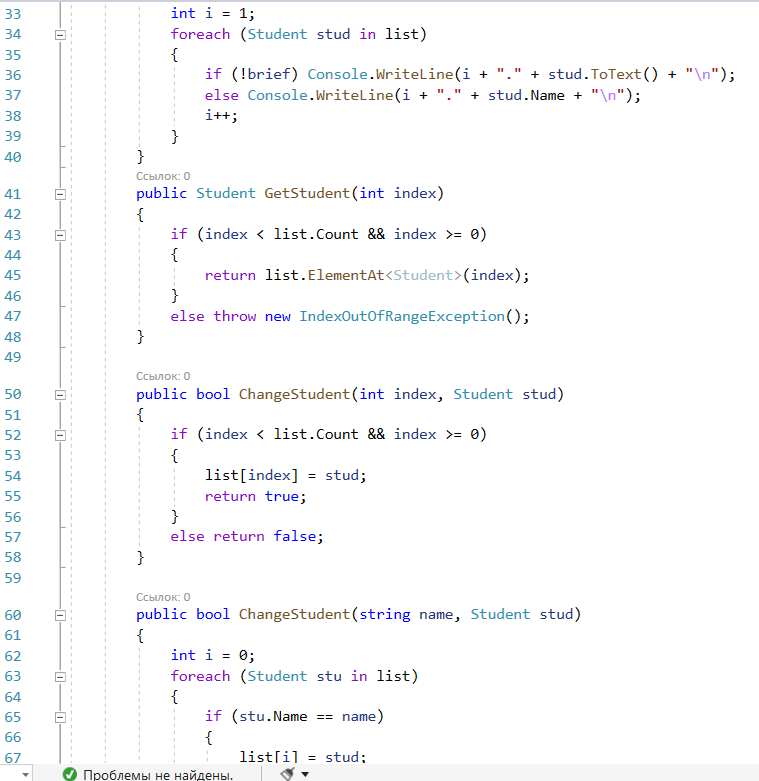 33 int i = 1;
34 foreach (Student stud in list)
35 {
36 if (!brief) Console.WriteLine(i + "." + stud.ToText() + "\n");
37 else Console.WriteLine(i + "." + stud.Name + "\n");
38 i++;
39 }
40 }
Ссылок: 0
41 public Student GetStudent(int index)
42 {
43 if (index < list.Count && index >= 0)
44 {
45 return list.ElementAt<Student>(index);
46 }
47 else throw new IndexOutOfRangeException();
48 }
49
Ссылок: 0
50 public bool ChangeStudent(int index, Student stud)
51 {
52 if (index < list.Count && index >= 0)
53 {
54 list[index] = stud;
55 return true;
56 }
57 else return false;
58 }
59
Ссылок: 0
60 public bool ChangeStudent(string name, Student stud)
61 {
62 int i = 0;
63 foreach (Student stu in list)
64 {
65 if (stu.Name == name)
66 {
67 list[i] = stud;
Проблемы не найдены.